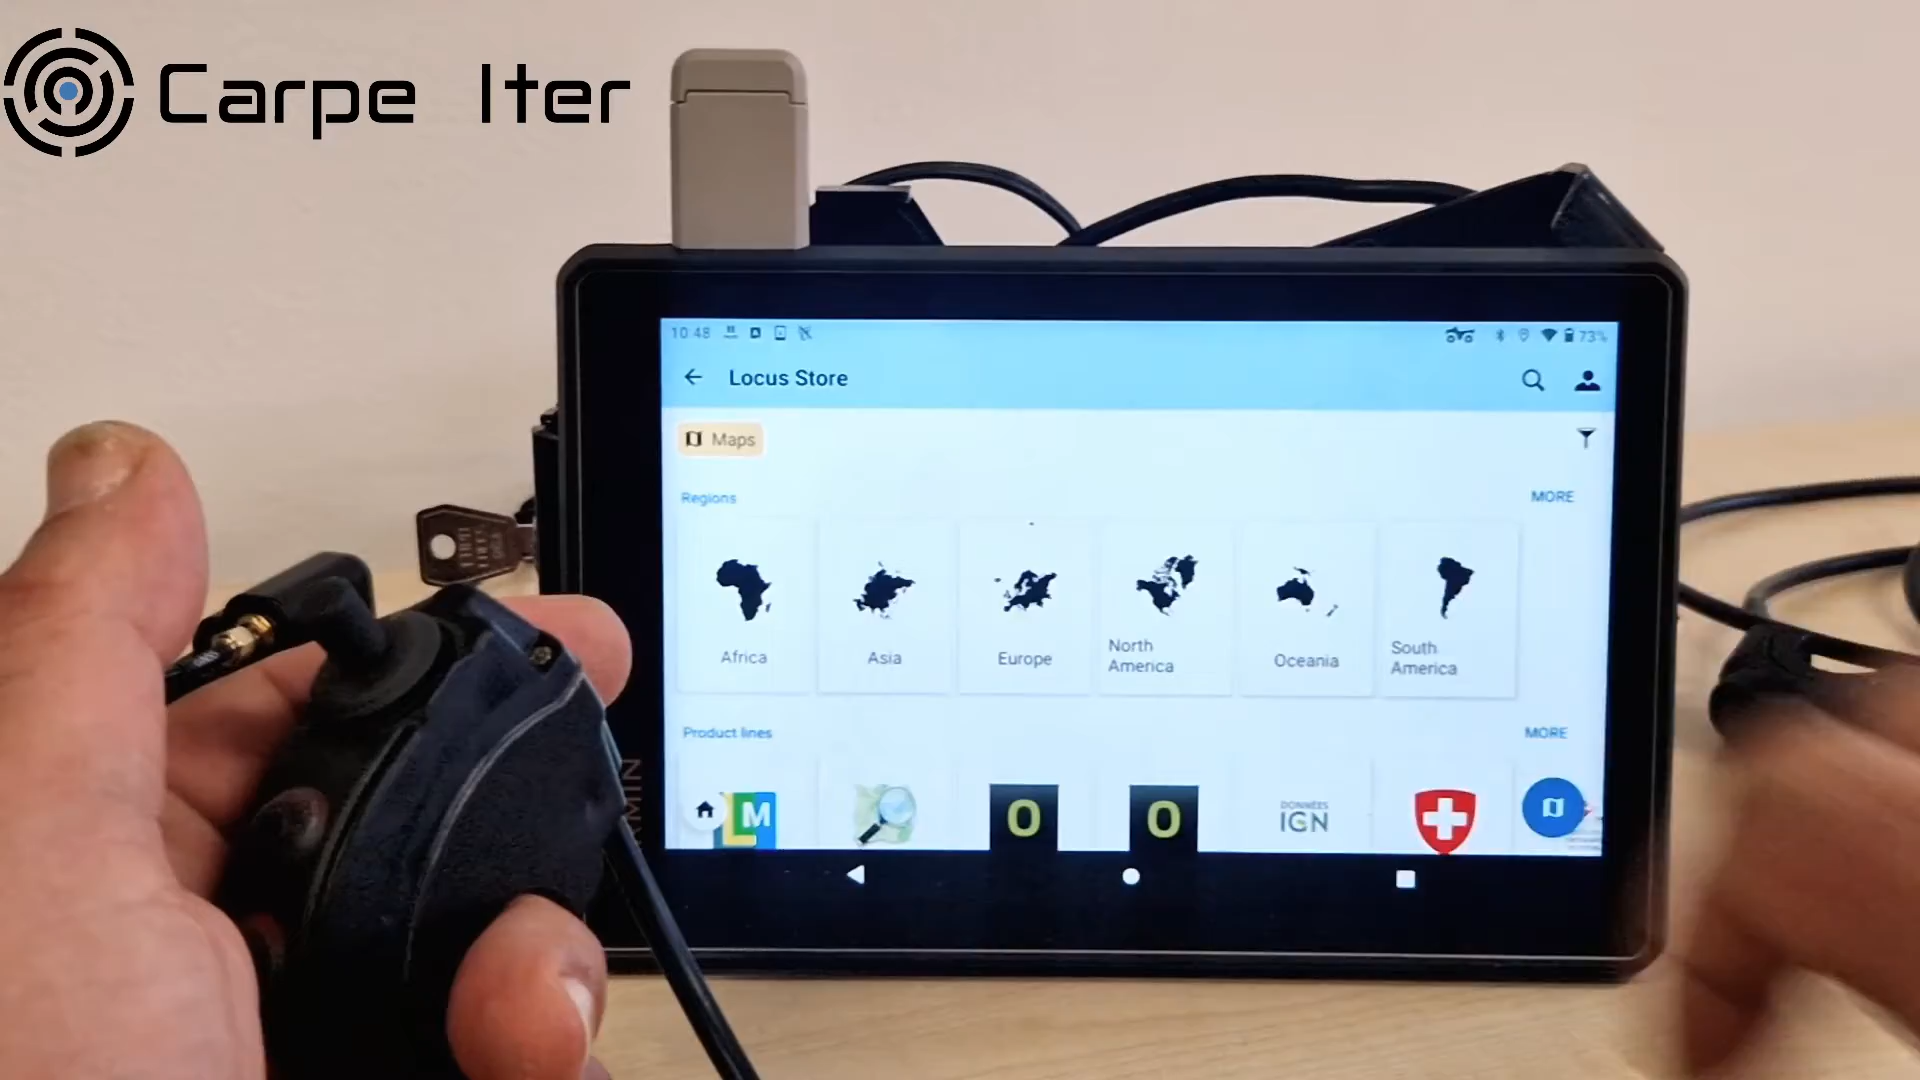 Carpe Iter
10:48
73%
Locus Store
Maps
Regions
MORE
Africa
Asia
Europe
North
America
Oceania
South
America
Product lines
MORE
LM
O
O
DONNÉES
IGN